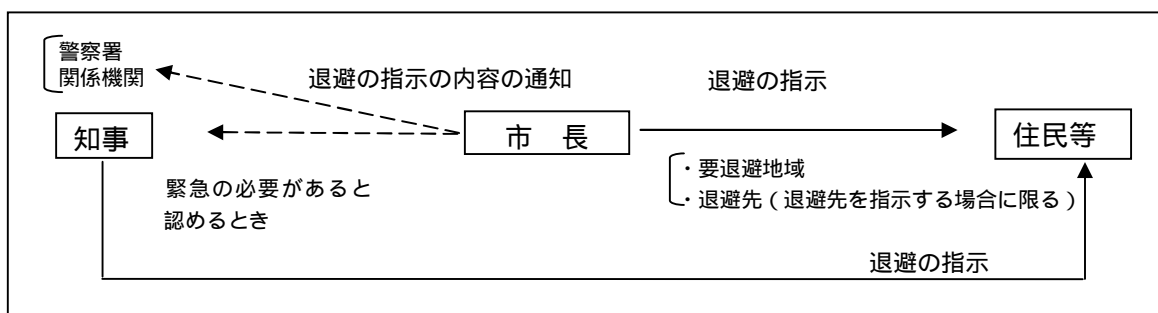 警察署
関係機関
退避の指示の内容の通知
退避の指示
知事
市　長
住民等
緊急の必要があると
認めるとき
・要退避地域
・退避先（退避先を指示する場合に限る）
退避の指示